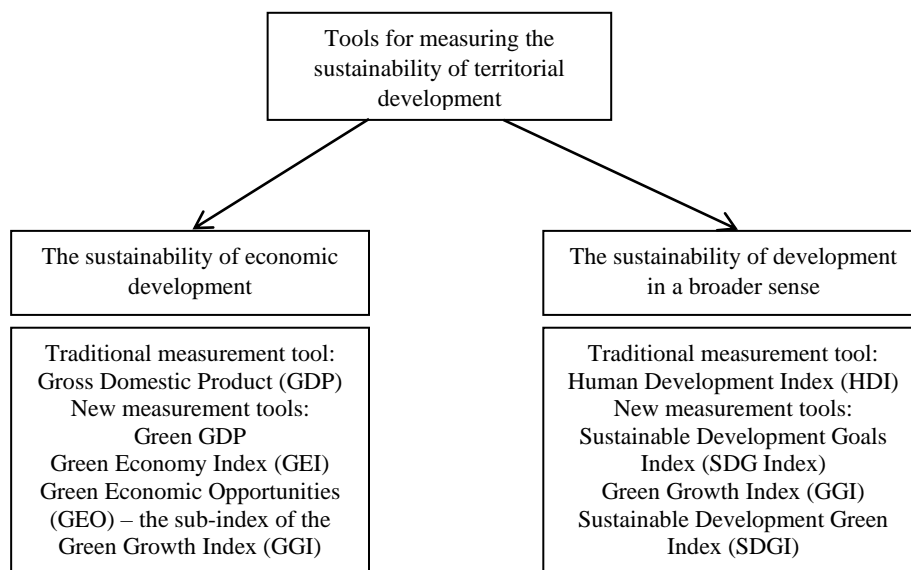 Tools for measuring the
sustainability of territorial
development
The sustainability of economic
development
Traditional measurement tool:
Gross Domestic Product (GDP)
New measurement tools:
Green GDP
Green Economy Index (GEI)
Green Economic Opportunities
(GEO) – the sub-index of the
Green Growth Index (GGI)
The sustainability of development
in a broader sense
Traditional measurement tool:
Human Development Index (HDI)
New measurement tools:
Sustainable Development Goals
Index (SDG Index)
Green Growth Index (GGI)
Sustainable Development Green
Index (SDGI)